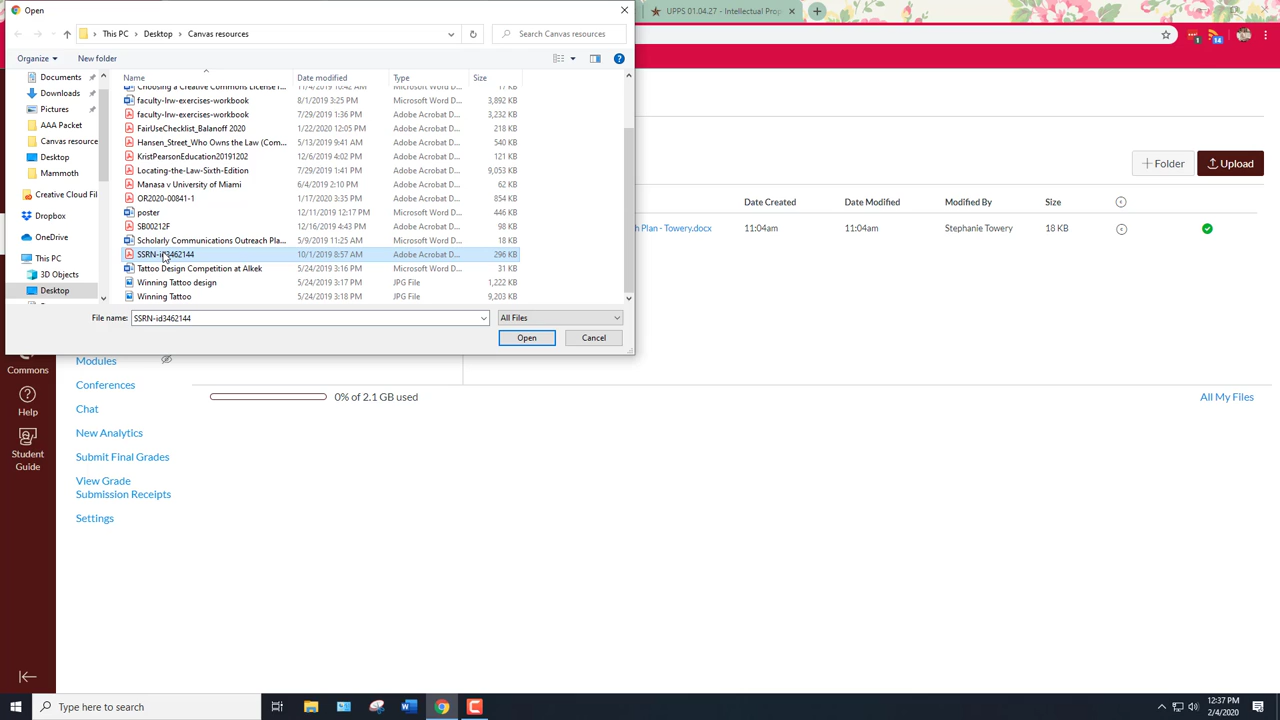 Open
UPPS 01.04.27 - Intellectual Prop
This PC > Desktop > Canvas resources
Search Canvas resources
Organize
New folder
Name
Date modified
Type
Size
Documents
Downloads
Pictures
AAA Packet
Canvas resource
Desktop
Mammoth
Creative Cloud Fil
Dropbox
OneDrive
This PC
3D Objects
Desktop
Choosing a Creative Commons License f... 11/4/2019 10:42 AM Microsoft Word D... 17 KB
faculty-lrw-exercises-workbook 8/1/2019 3:25 PM Microsoft Word D... 3,892 KB
faculty-lrw-exercises-workbook 7/29/2019 1:36 PM Adobe Acrobat D... 3,232 KB
FairUseChecklist_Balanoff 2020 1/22/2020 12:05 PM Adobe Acrobat D... 218 KB
Hansen_Street_Who Owns the Law (Com... 5/13/2019 9:41 AM Adobe Acrobat D... 540 KB
KristPearsonEducation20191202 12/6/2019 4:02 PM Adobe Acrobat D... 121 KB
Locating-the-Law-Sixth-Edition 7/29/2019 1:41 PM Adobe Acrobat D... 9,053 KB
Manasa v University of Miami 6/4/2019 2:10 PM Adobe Acrobat D... 62 KB
OR2020-00841-1 1/17/2020 3:35 PM Adobe Acrobat D... 854 KB
poster 12/11/2019 12:17 PM Microsoft Word D... 446 KB
SB00212F 12/16/2019 4:43 PM Adobe Acrobat D... 98 KB
Scholarly Communications Outreach Pla... 5/9/2019 11:25 AM Microsoft Word D... 18 KB
SSRN-id3462144 10/1/2019 8:57 AM Adobe Acrobat D... 296 KB
Tattoo Design Competition at Alkek 5/24/2019 3:16 PM Microsoft Word D... 31 KB
Winning Tattoo design 5/24/2019 3:17 PM JPG File 1,222 KB
Winning Tattoo 5/24/2019 3:18 PM JPG File 9,203 KB
File name: SSRN-id3462144
All Files
Open
Cancel
+ Folder
Upload
Date Created
Date Modified
Modified By
Size
h Plan - Towery.docx
11:04am
11:04am
Stephanie Towery
18 KB
Commons
Help
Student
Guide
Modules
Conferences
Chat
New Analytics
Submit Final Grades
View Grade
Submission Receipts
Settings
0% of 2.1 GB used
All My Files
Type here to search
12:37 PM
2/4/2020